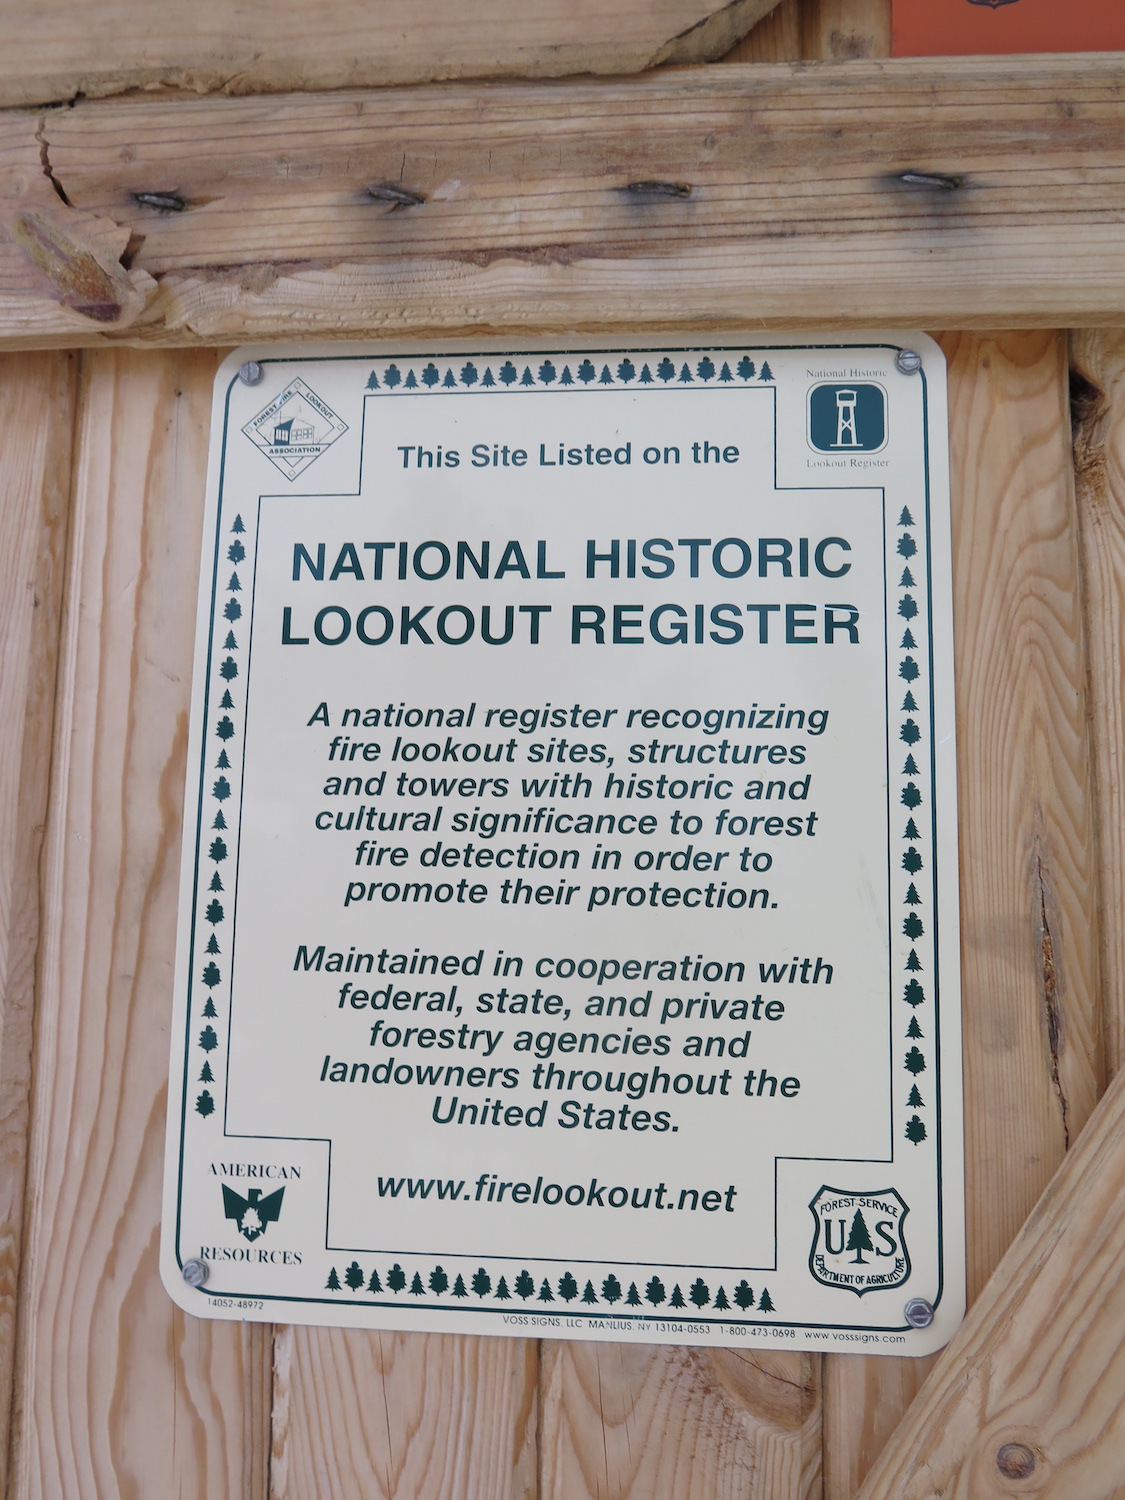 FOREST FIRE LOOKOUT
ASSOCIATION
National Historic
Lookout Register
This Site Listed on the
NATIONAL HISTORIC
LOOKOUT REGISTER
A national register recognizing
fire lookout sites, structures
and towers with historic and
cultural significance to forest
fire detection in order to
promote their protection.
Maintained in cooperation with
federal, state, and private
forestry agencies and
landowners throughout the
United States.
www.firelookout.net
AMERICAN
RESOURCES
FOREST SERVICE
U S
DEPARTMENT OF AGRICULTURE
14052-48972
VOSS SIGNS, LLC MANLIUS, NY 13104-0553 1-800-473-0698 www.vosssigns.com